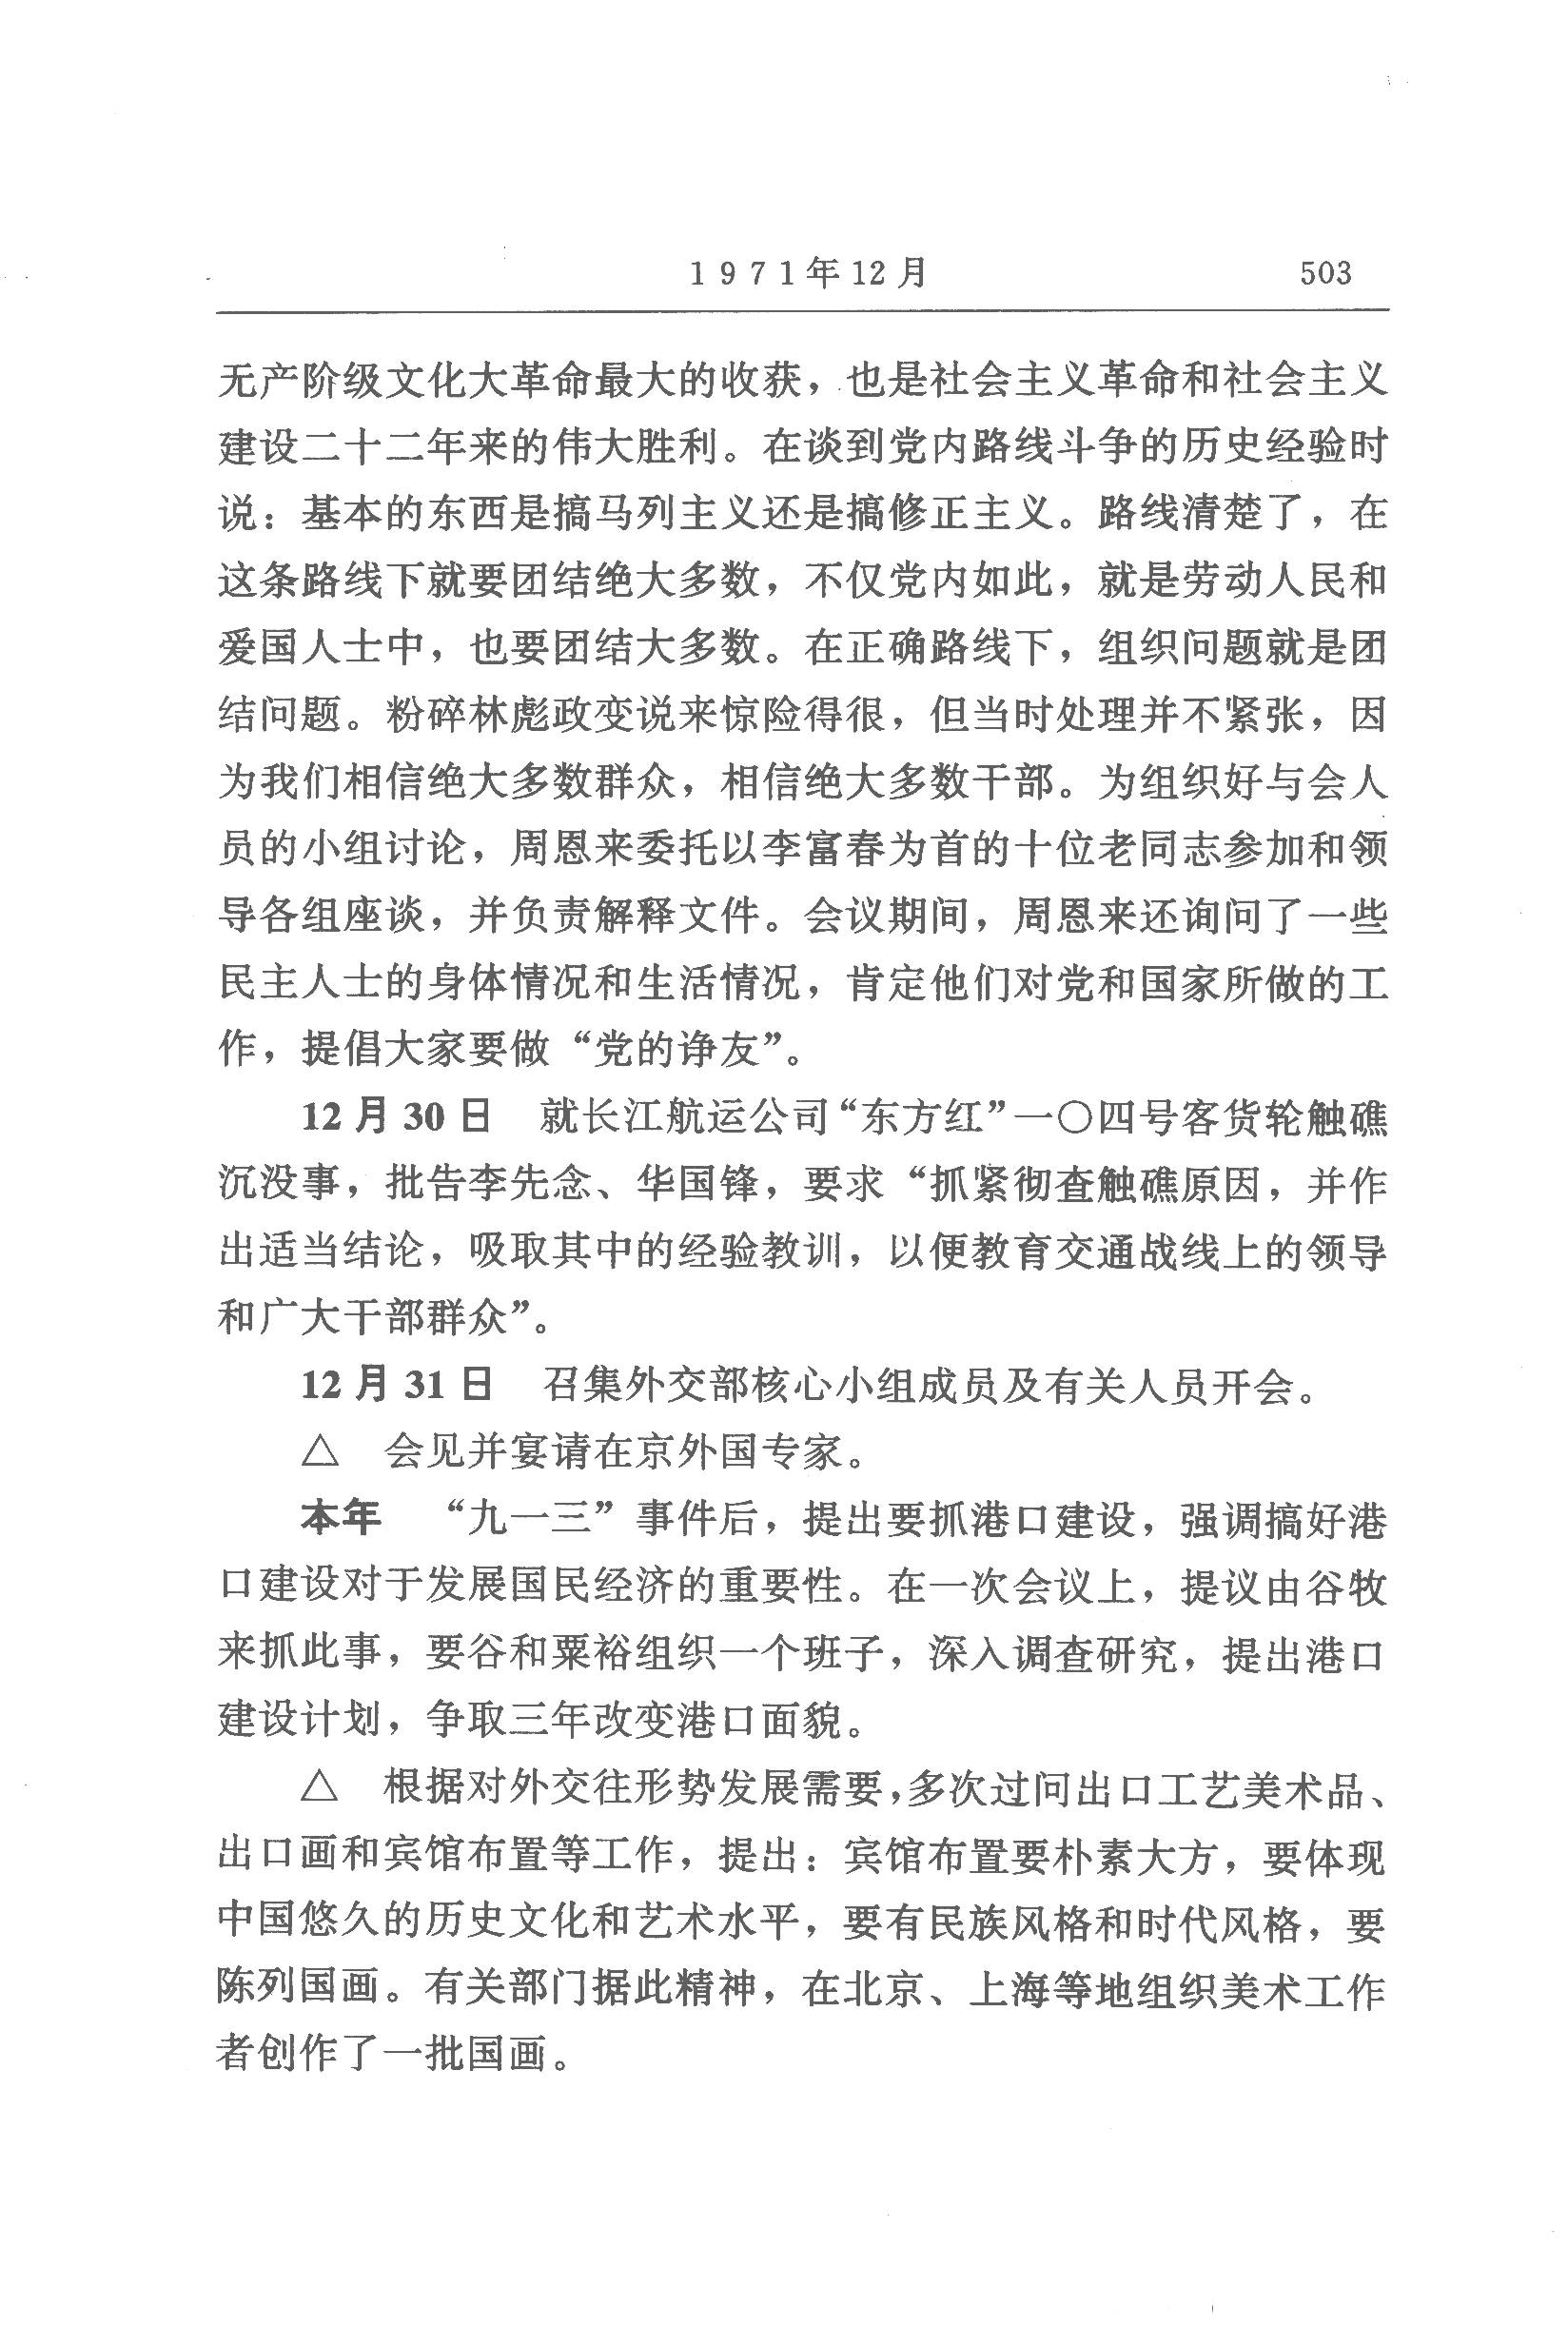 1971年12月 503
无产阶级文化大革命最大的收获，也是社会主义革命和社会主义
建设二十二年来的伟大胜利。在谈到党内路线斗争的历史经验时
说：基本的东西是搞马列主义还是搞修正主义。路线清楚了，在
这条路线下就要团结绝大多数，不仅党内如此，就是劳动人民和
爱国人士中，也要团结大多数。在正确路线下，组织问题就是团
结问题。粉碎林彪政变说来惊险得很，但当时处理并不紧张，因
为我们相信绝大多数群众，相信绝大多数干部。为组织好与会人
员的小组讨论，周恩来委托以李富春为首的十位老同志参加和领
导各组座谈，并负责解释文件。会议期间，周恩来还询问了一些
民主人士的身体情况和生活情况，肯定他们对党和国家所做的工
作，提倡大家要做“党的诤友”。
12月30日 就长江航运公司“东方红”一〇四号客货轮触礁
沉没事，批告李先念、华国锋，要求“抓紧彻查触礁原因，并作
出适当结论，吸取其中的经验教训，以便教育交通战线上的领导
和广大干部群众”。
12月31日 召集外交部核心小组成员及有关人员开会。
△ 会见并宴请在京外国专家。
本年 “九一三”事件后，提出要抓港口建设，强调搞好港
口建设对于发展国民经济的重要性。在一次会议上，提议由谷牧
来抓此事，要谷和粟裕组织一个班子，深入调查研究，提出港口
建设计划，争取三年改变港口面貌。
△ 根据对外交往形势发展需要，多次过问出口工艺美术品、
出口画和宾馆布置等工作，提出：宾馆布置要朴素大方，要体现
中国悠久的历史文化和艺术水平，要有民族风格和时代风格，要
陈列国画。有关部门据此精神，在北京、上海等地组织美术工作
者创作了一批国画。